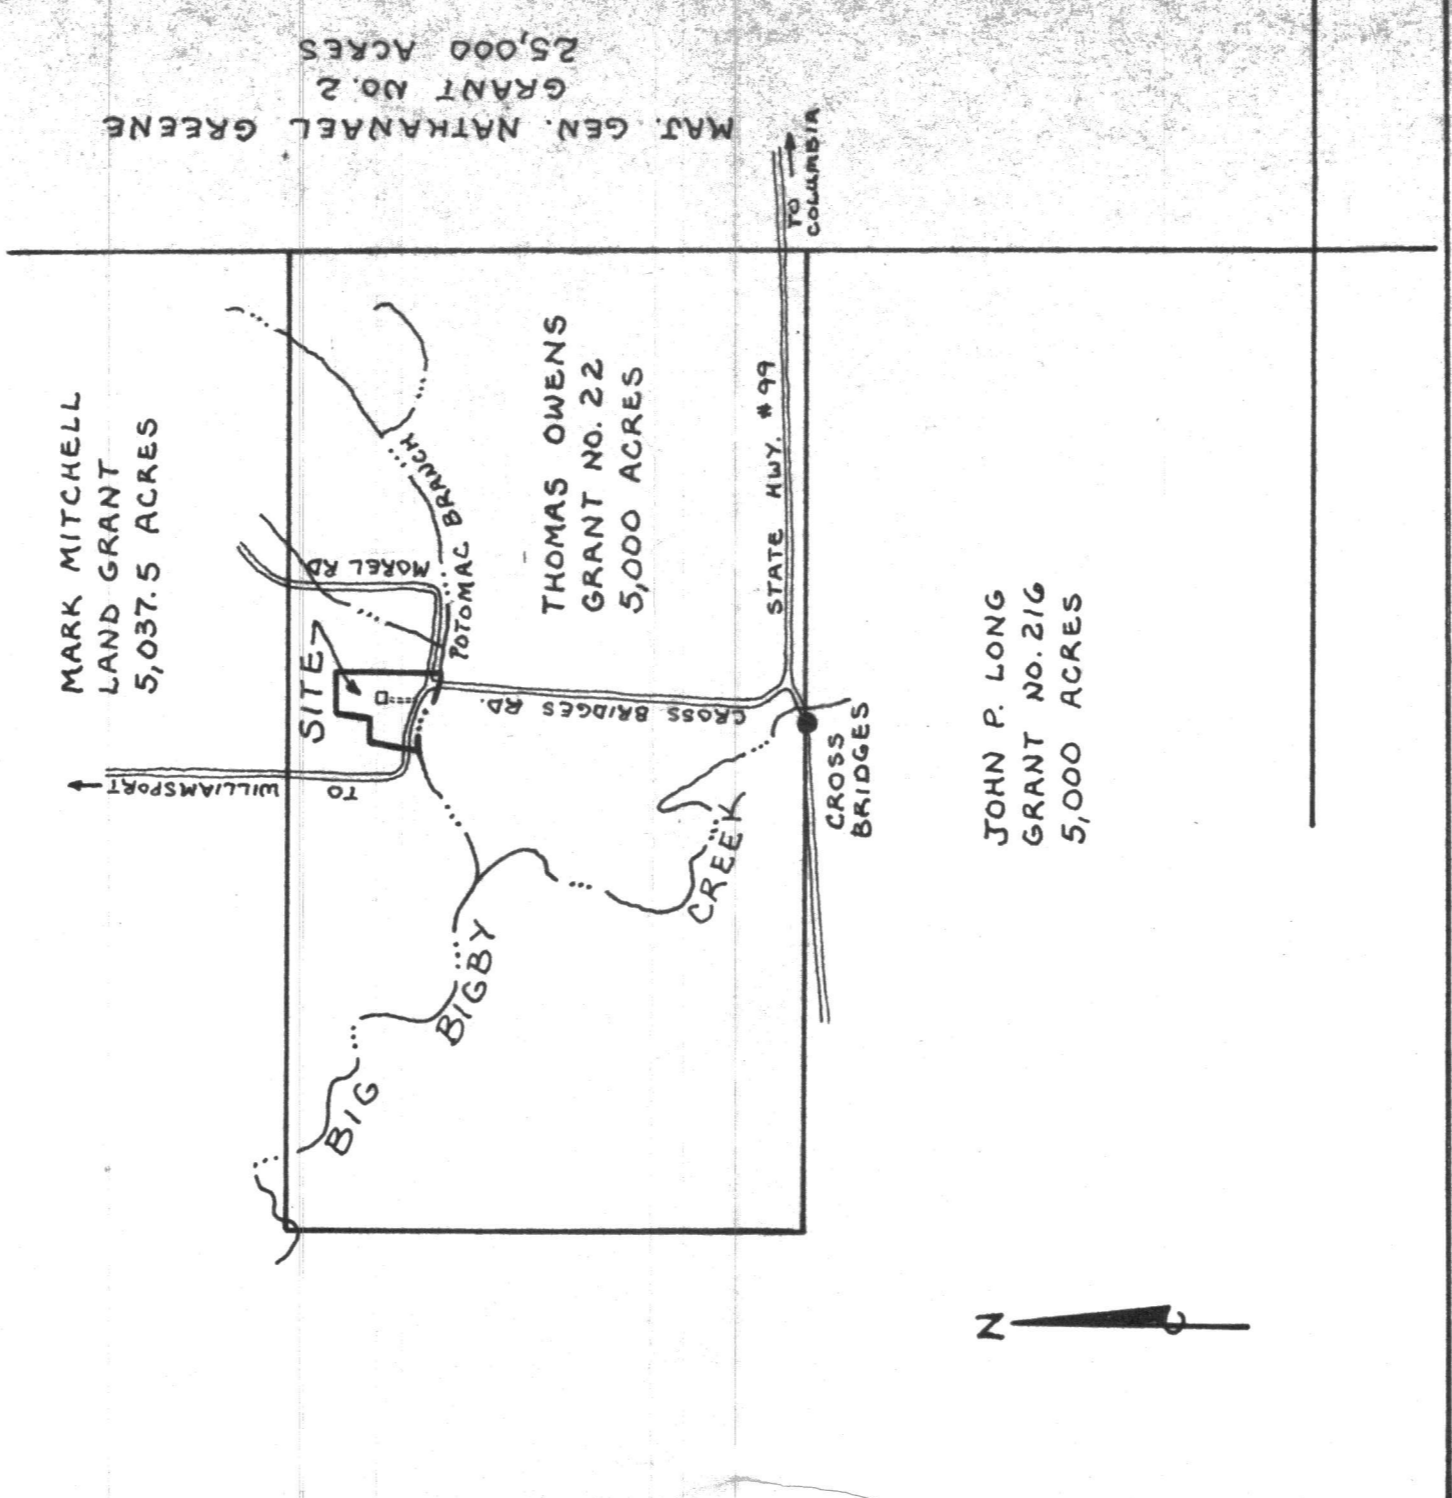 MAJ. GEN. NATHANAEL GREENE
GRANT NO. 2
25,000 ACRES
TO
COLUMBIA
MARK MITCHELL
LAND GRANT
5,037.5 ACRES
THOMAS OWENS
GRANT NO. 22
5,000 ACRES
STATE HWY. #99
POTOMAC BRANCH
MOREL RD
SITE
CROSS BRIDGES RD.
TO WILLIAMSPORT
CROSS
BRIDGES
BIG BIGBY CREEK
JOHN P. LONG
GRANT NO. 216
5,000 ACRES
N